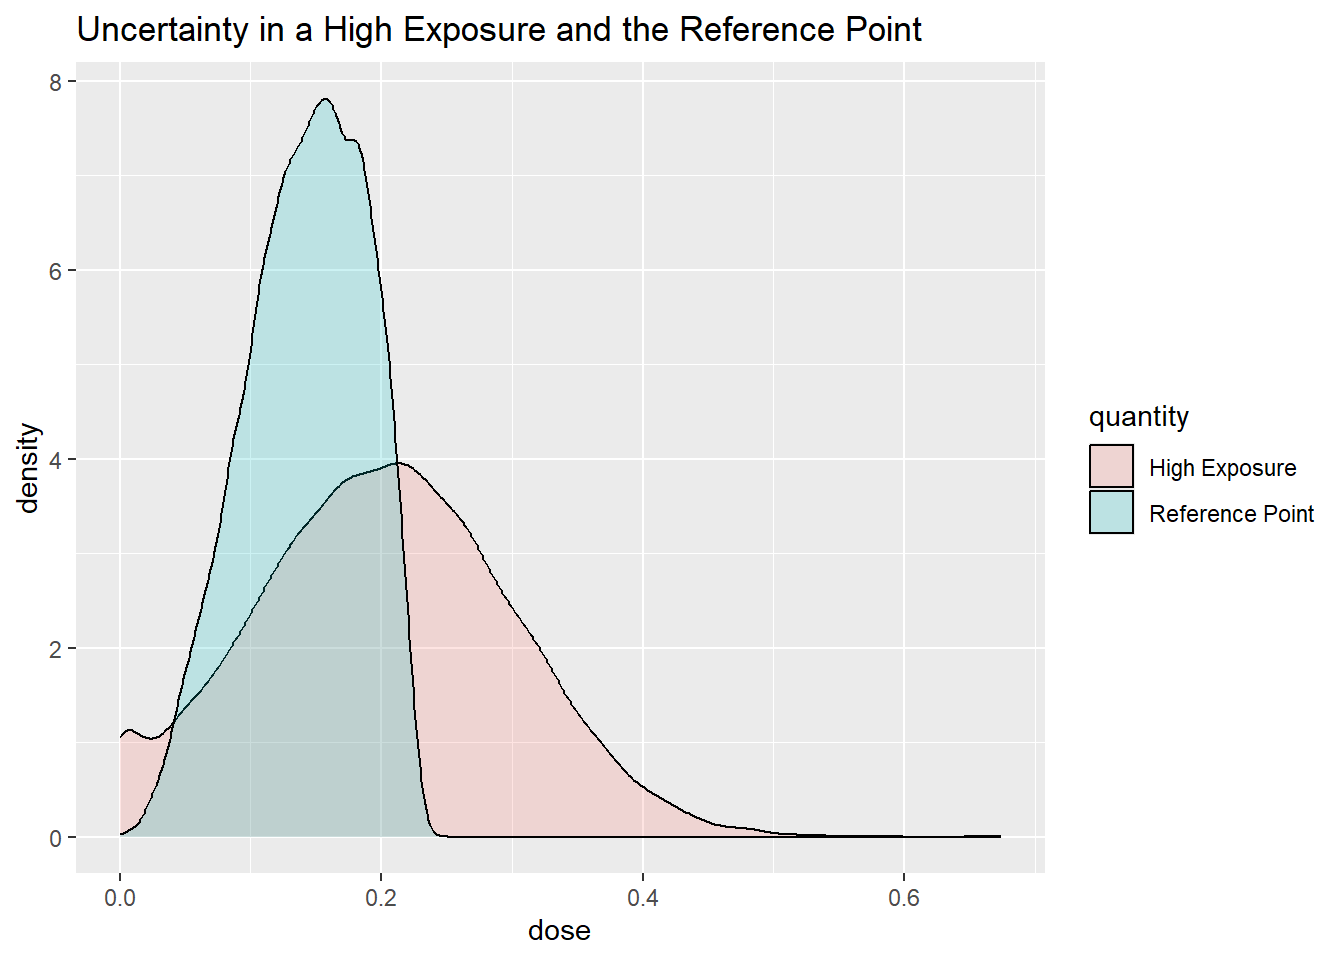 Uncertainty in a High Exposure and the Reference Point
8
6
4
2
0
density
0.0 0.2 0.4 0.6
dose
quantity
High Exposure
Reference Point